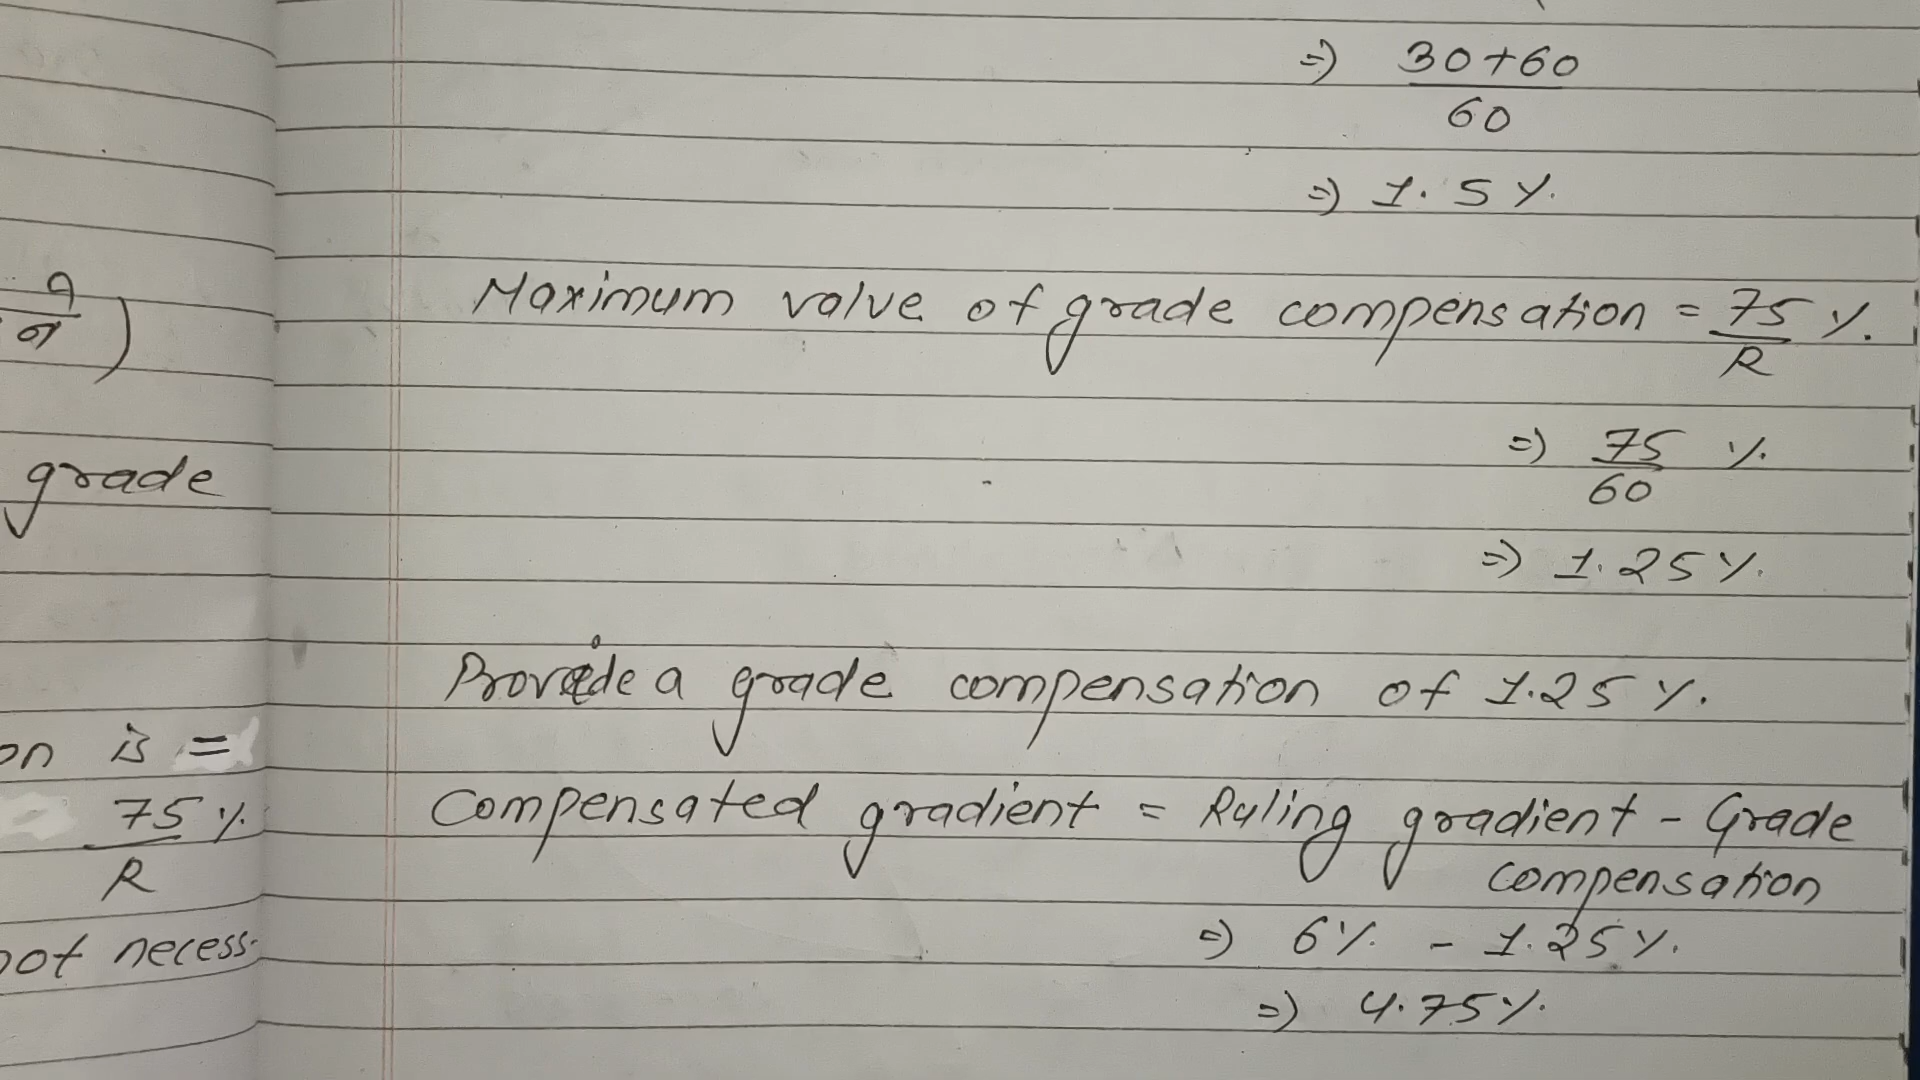 q
or )
grade
on is =
75 %
R
not necess.
=> 30+60
60
=> 1.5 %.
Maximum value of grade compensation = 75 %.
R
=> 75 %.
60
=> 1.25 %.
Provide a grade compensation of 1.25 %.
Compensated gradient = Ruling gradient - Grade
compensation
=> 6 %. - 1.25 %.
=> 4.75 %.